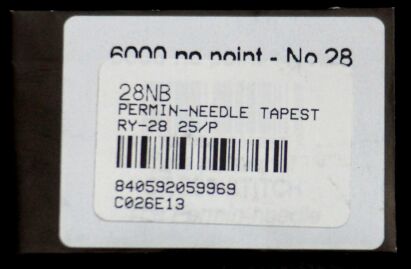 6000 no point - No 28
28NB
PERMIN-NEEDLE TAPEST
RY-28 25/P
840592059969
C026E13